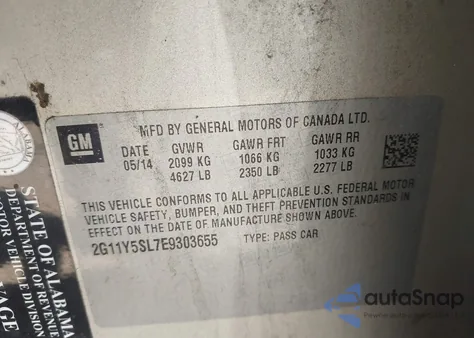 GM
MFD BY GENERAL MOTORS OF CANADA LTD.
DATE GVWR GAWR FRT GAWR RR
05/14 2099 KG 1066 KG 1033 KG
4627 LB 2350 LB 2277 LB
THIS VEHICLE CONFORMS TO ALL APPLICABLE U.S. FEDERAL MOTOR
VEHICLE SAFETY, BUMPER, AND THEFT PREVENTION STANDARDS IN
EFFECT ON THE DATE OF MANUFACTURE SHOWN ABOVE.
2G11Y5SL7E9303655 TYPE: PASS CAR
STATE OF ALABAMA
DEPARTMENT OF REVENUE
MOTOR VEHICLE DIVISION
VAGE
autoSnap